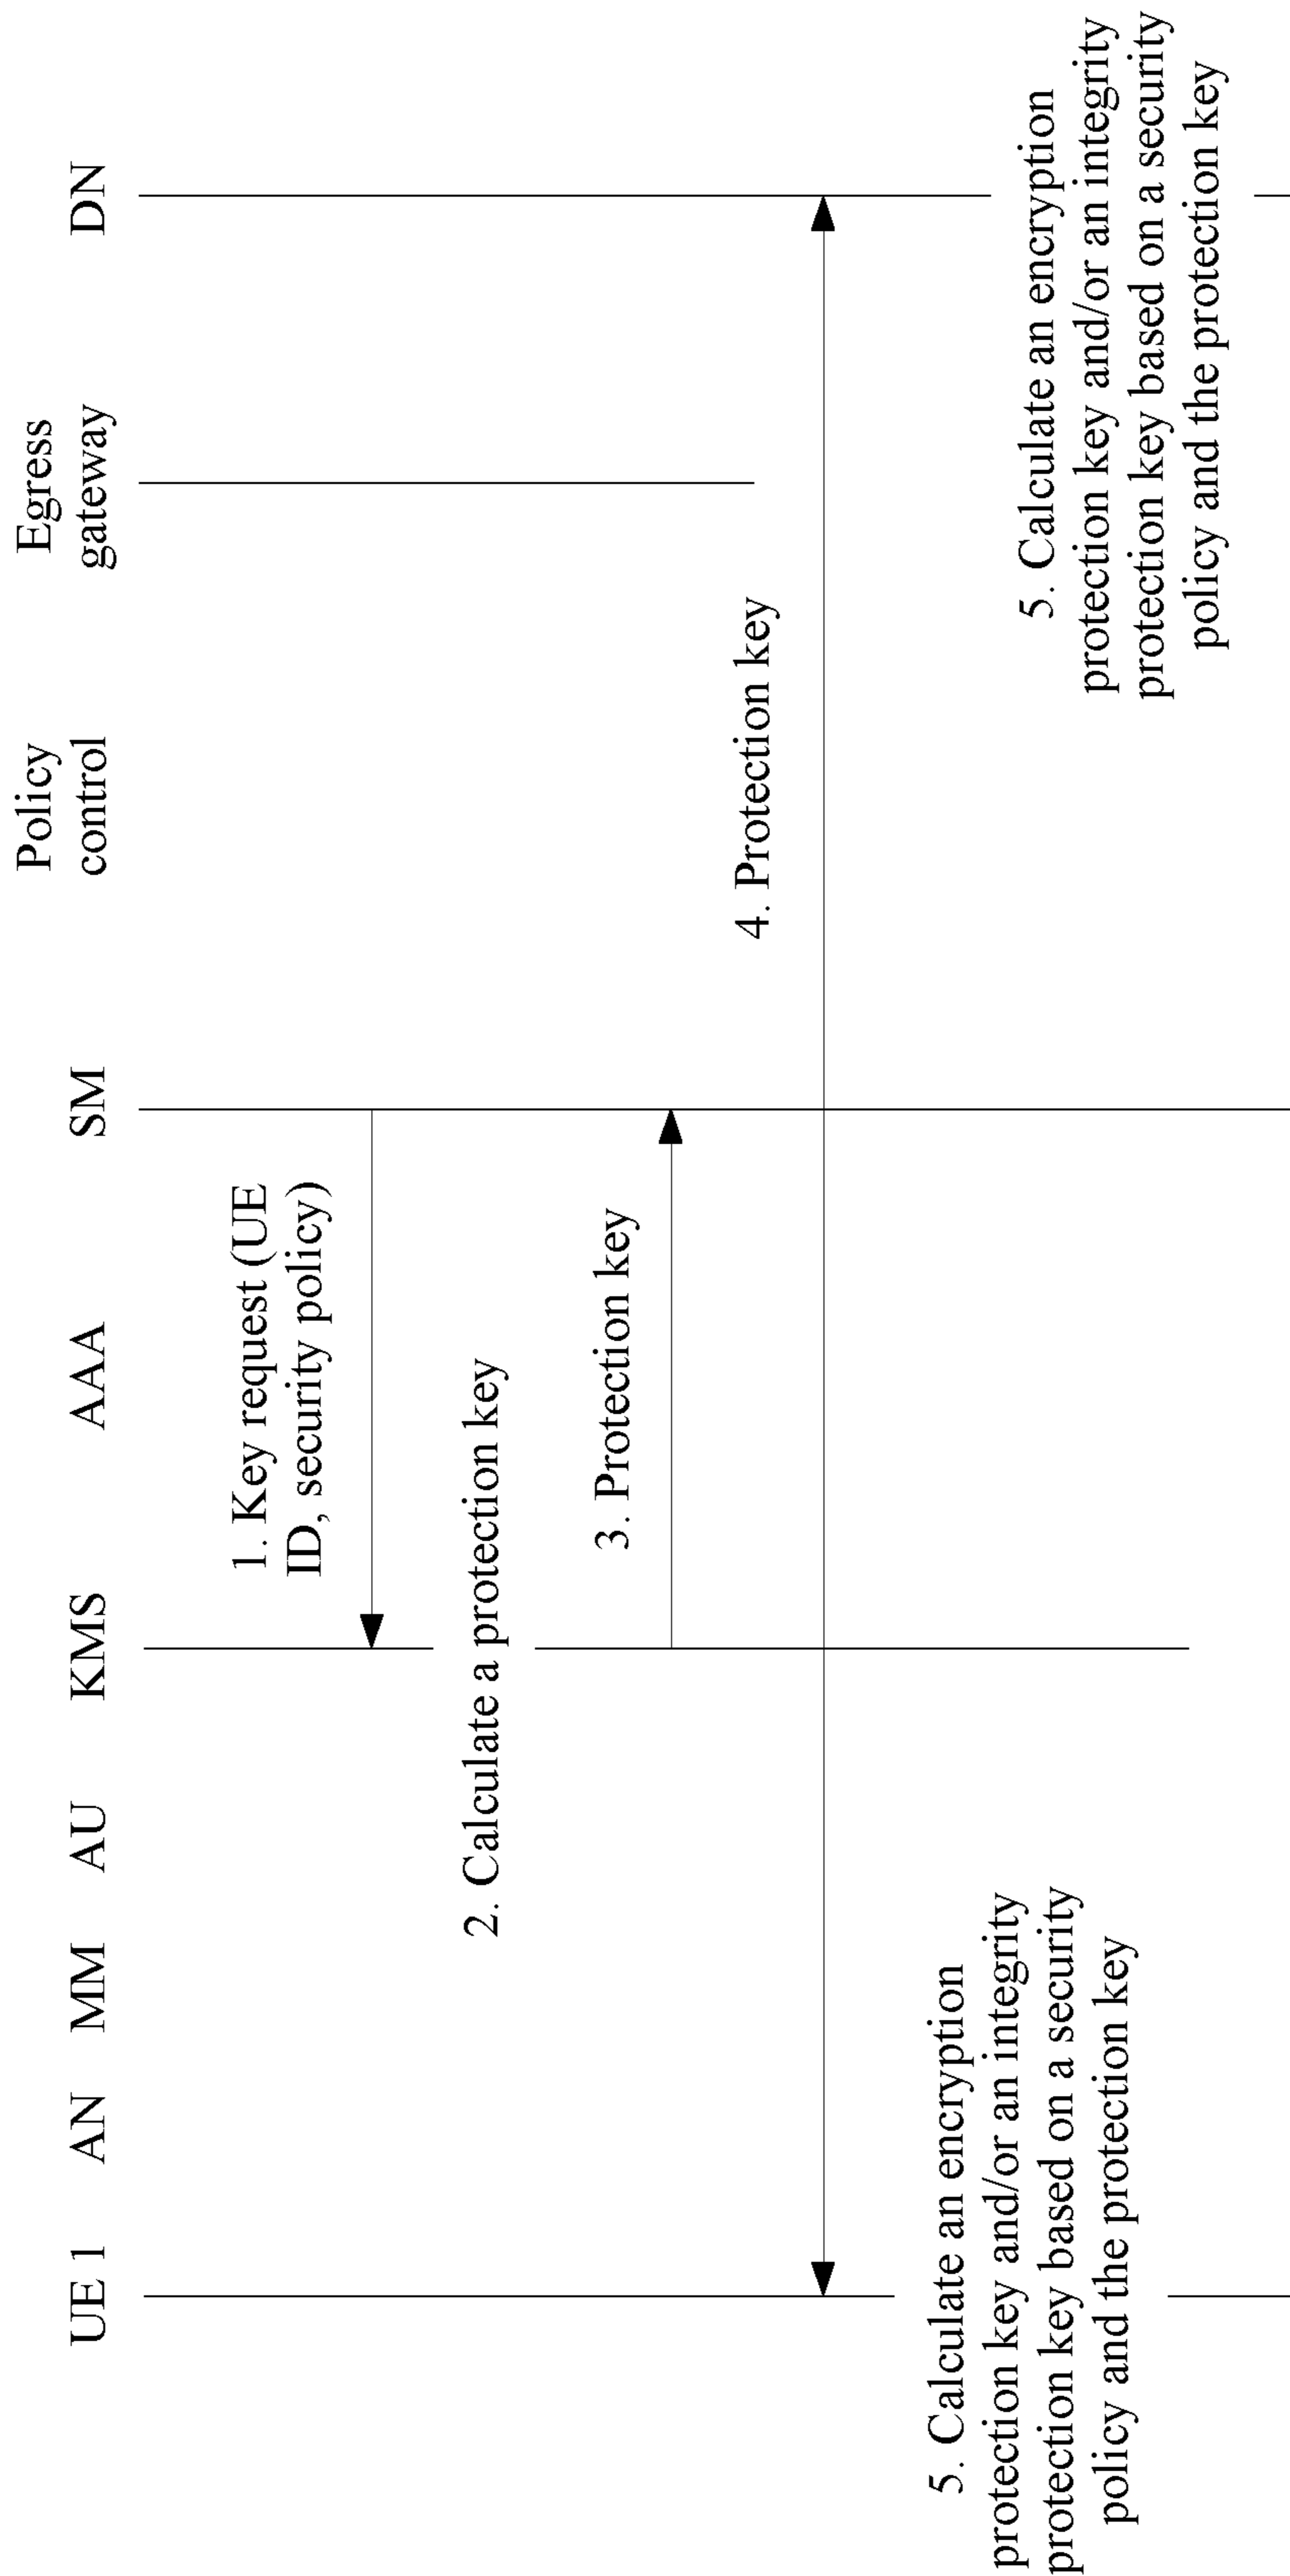 UE 1
AN
MM
AU
KMS
AAA
SM
Policy
control
Egress
gateway
DN
1. Key request (UE
ID, security policy)
2. Calculate a protection key
3. Protection key
4. Protection key
5. Calculate an encryption
protection key and/or an integrity
protection key based on a security
policy and the protection key
5. Calculate an encryption
protection key and/or an integrity
protection key based on a security
policy and the protection key